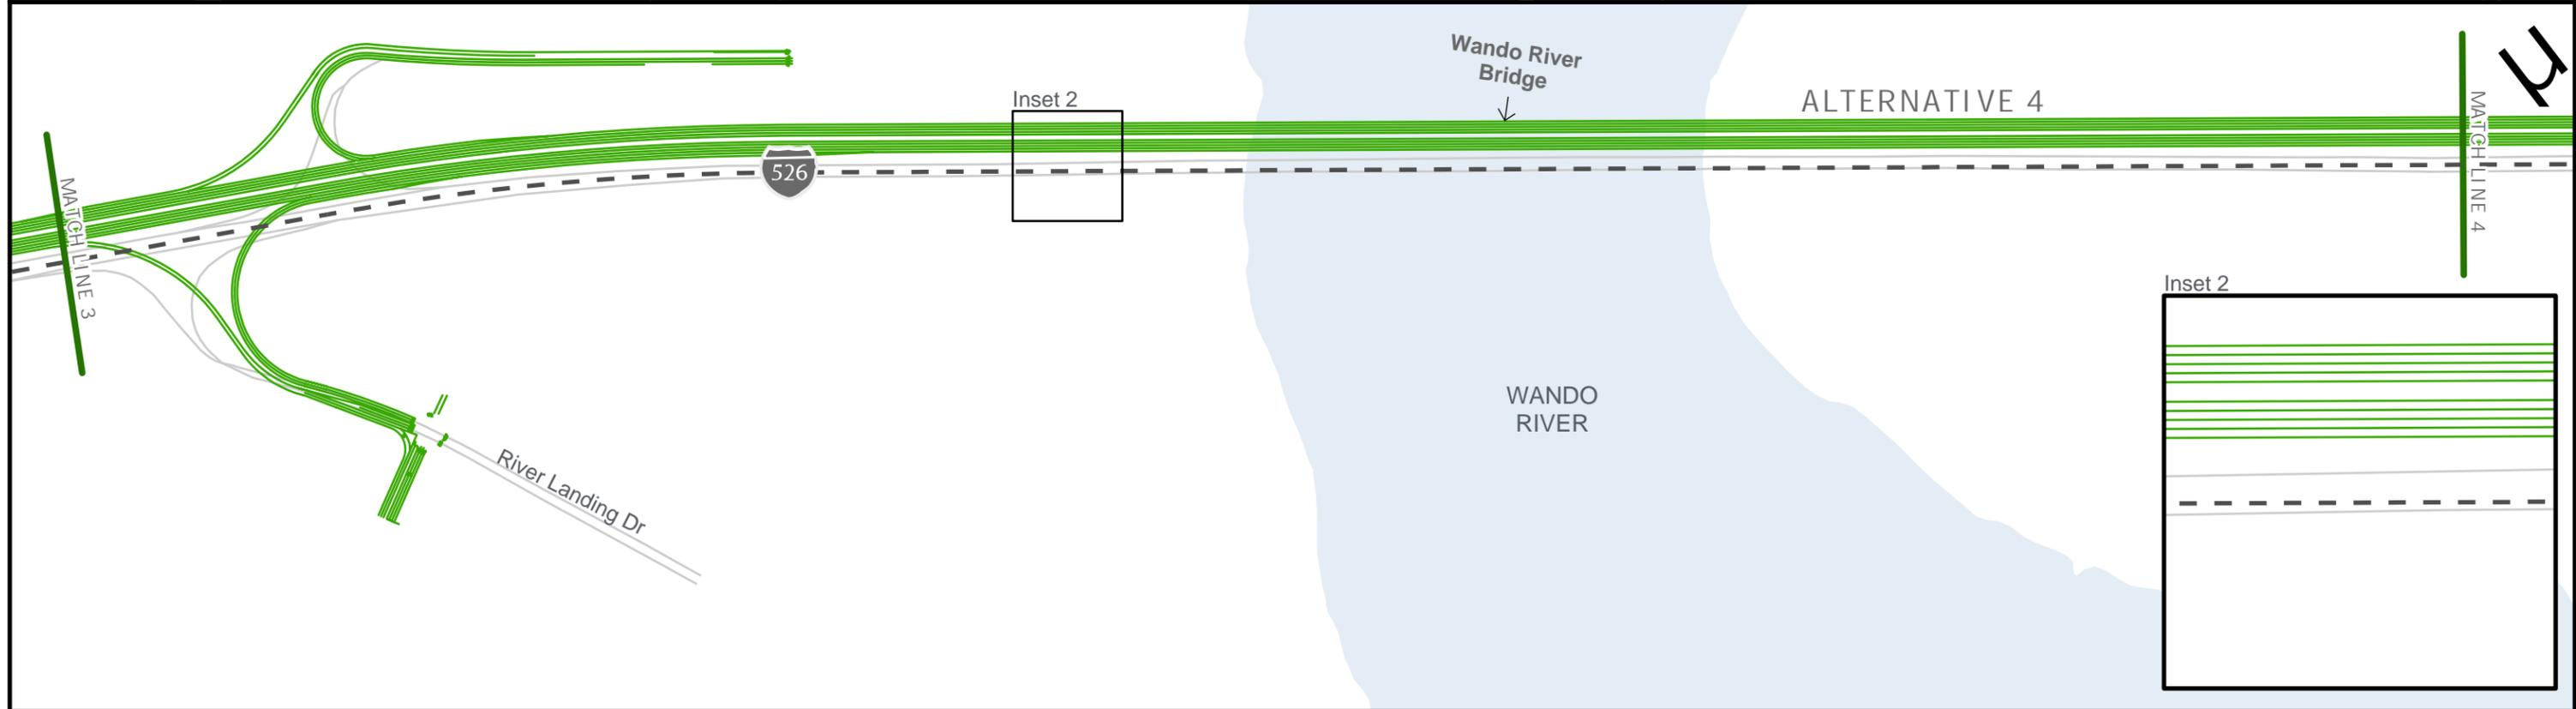 Wando River
Bridge
Inset 2
ALTERNATIVE 4
μ
526
MATCH LINE 3
MATCH LINE 4
Inset 2
WANDO
RIVER
River Landing Dr